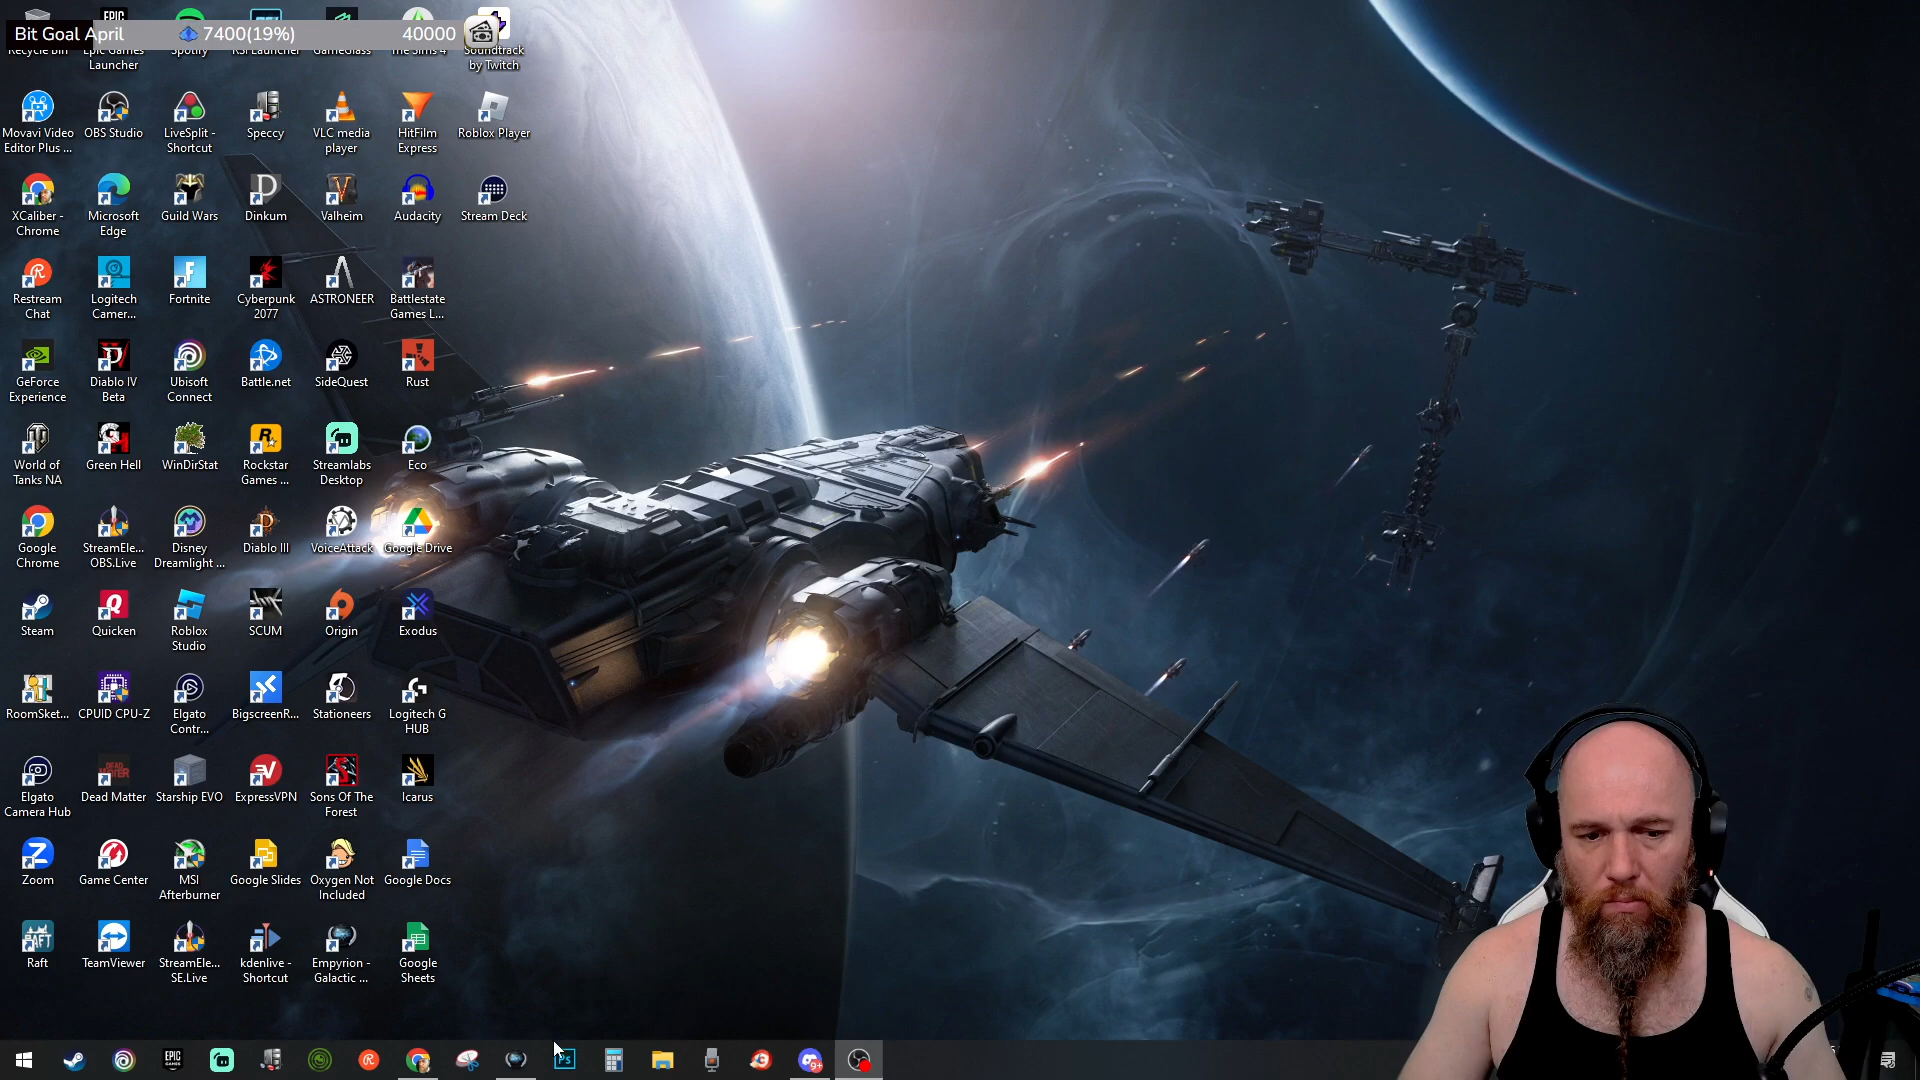 Bit Goal April 7400(19%) 40000
Epic Games
Launcher
Soundtrack
by Twitch
Movavi Video
Editor Plus ...
OBS Studio
LiveSplit -
Shortcut
Speccy
VLC media
player
HitFilm
Express
Roblox Player
XCaliber -
Chrome
Microsoft
Edge
Guild Wars
Dinkum
Valheim
Audacity
Stream Deck
Restream
Chat
Logitech
Camer...
Fortnite
Cyberpunk
2077
ASTRONEER
Battlestate
Games L...
GeForce
Experience
Diablo IV
Beta
Ubisoft
Connect
Battle.net
SideQuest
Rust
World of
Tanks NA
Green Hell
WinDirStat
Rockstar
Games ...
Streamlabs
Desktop
Eco
Google
Chrome
StreamEle...
OBS.Live
Disney
Dreamlight ...
Diablo III
VoiceAttack
Google Drive
Steam
Quicken
Roblox
Studio
SCUM
Origin
Exodus
RoomSket...
CPUID CPU-Z
Elgato
Contr...
BigscreenR...
Stationeers
Logitech G
HUB
Elgato
Camera Hub
Dead Matter
Starship EVO
ExpressVPN
Sons Of The
Forest
Icarus
Zoom
Game Center
MSI
Afterburner
Google Slides
Oxygen Not
Included
Google Docs
Raft
TeamViewer
StreamEle...
SE.Live
kdenlive -
Shortcut
Empyrion -
Galactic ...
Google
Sheets